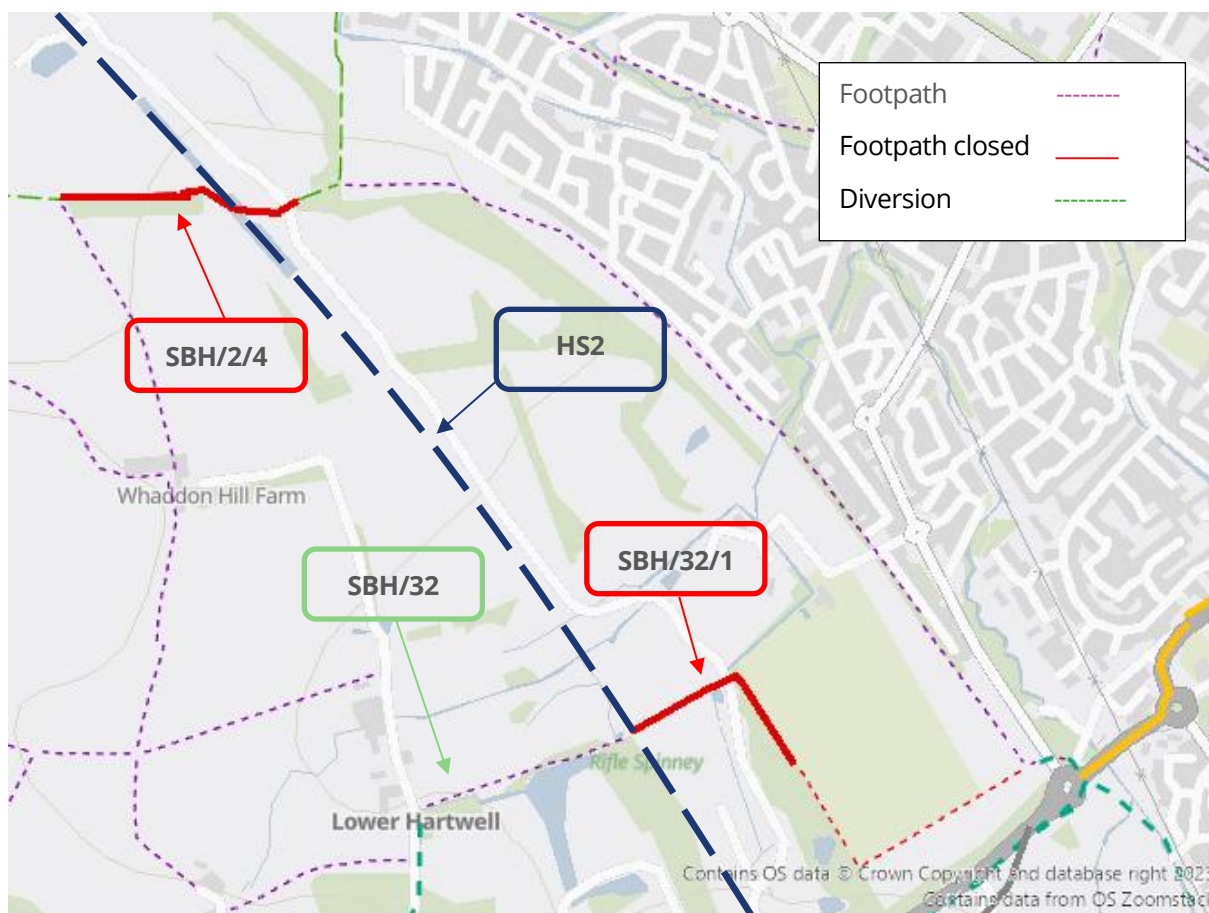 Footpath
Footpath closed
Diversion
SBH/2/4
HS2
Whaddon Hill Farm
SBH/32/1
SBH/32
Rifle Spinney
Lower Hartwell
Contains OS data © Crown Copyright and database right 2023
Contains data from OS Zoomstack